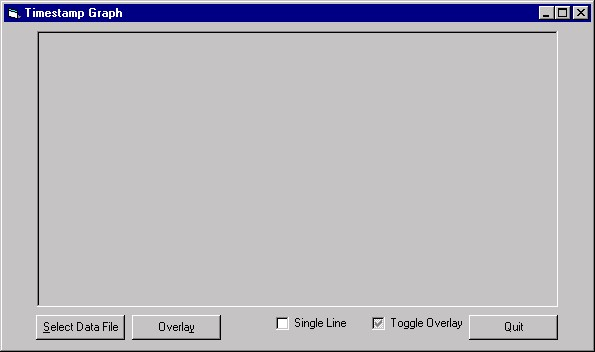 Timestamp Graph
Select Data File
Overlay
Single Line
Toggle Overlay
Quit